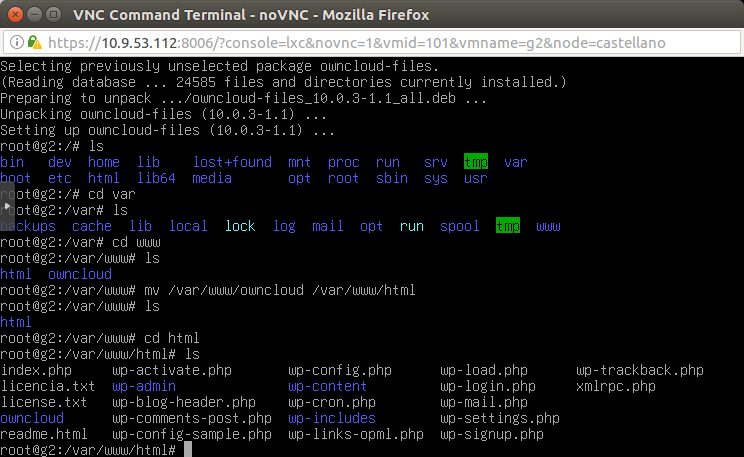 VNC Command Terminal - noVNC - Mozilla Firefox
https://10.9.53.112:8006/?console=lxc&novnc=1&vmid=101&vmname=g2&node=castellano
Selecting previously unselected package owncloud-files.
(Reading database ... 24585 files and directories currently installed.)
Preparing to unpack .../owncloud-files_10.0.3-1.1_all.deb ...
Unpacking owncloud-files (10.0.3-1.1) ...
Setting up owncloud-files (10.0.3-1.1) ...
root@g2:/# ls
bin dev home lib lost+found mnt proc run srv tmp var
boot etc html lib64 media opt root sbin sys usr
root@g2:/# cd var
root@g2:/var# ls
backups cache lib local lock log mail opt run spool tmp www
root@g2:/var# cd www
root@g2:/var/www# ls
html owncloud
root@g2:/var/www# mv /var/www/owncloud /var/www/html
root@g2:/var/www# ls
html
root@g2:/var/www# cd html
root@g2:/var/www/html# ls
index.php wp-activate.php wp-config.php wp-load.php wp-trackback.php
licencia.txt wp-admin wp-content wp-login.php xmlrpc.php
license.txt wp-blog-header.php wp-cron.php wp-mail.php
owncloud wp-comments-post.php wp-includes wp-settings.php
readme.html wp-config-sample.php wp-links-opml.php wp-signup.php
root@g2:/var/www/html#